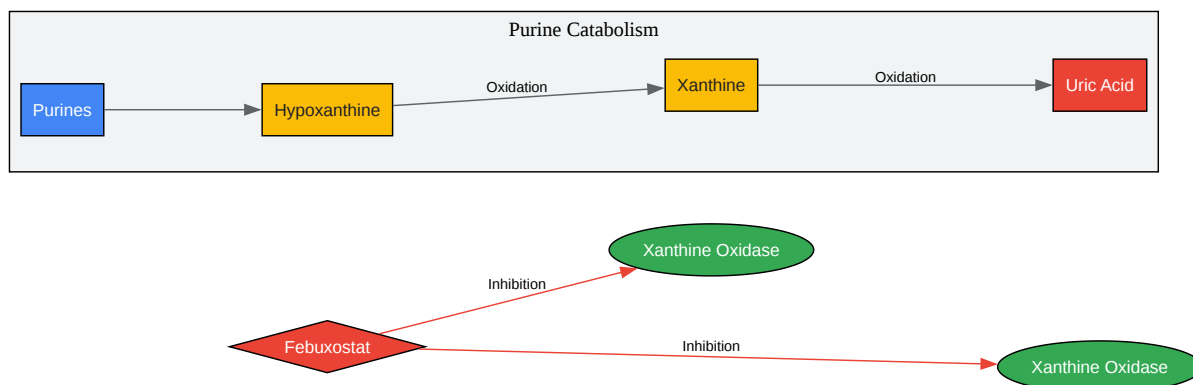 Purine Catabolism
Purines
Hypoxanthine
Oxidation
Xanthine
Oxidation
Uric Acid
Xanthine Oxidase
Inhibition
Febuxostat
Inhibition
Xanthine Oxidase